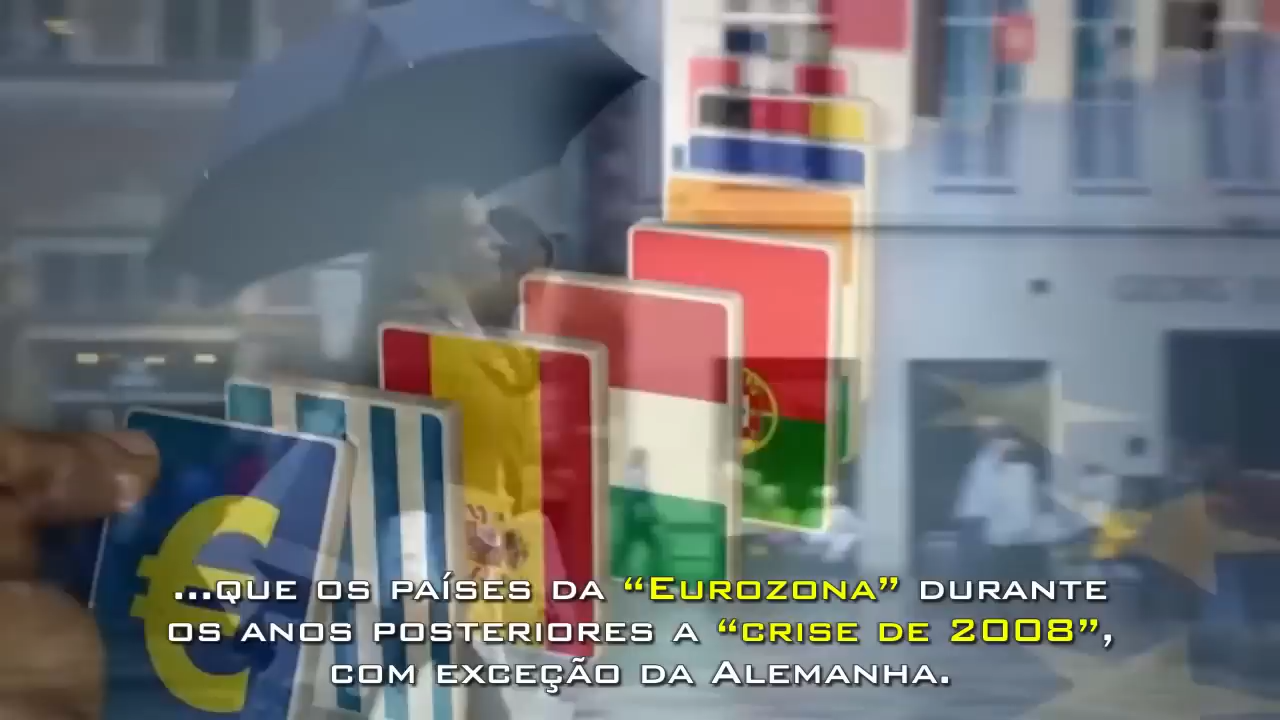 ...QUE OS PAÍSES DA “EUROZONA” DURANTE
OS ANOS POSTERIORES A “CRISE DE 2008”,
COM EXCEÇÃO DA ALEMANHA.
€